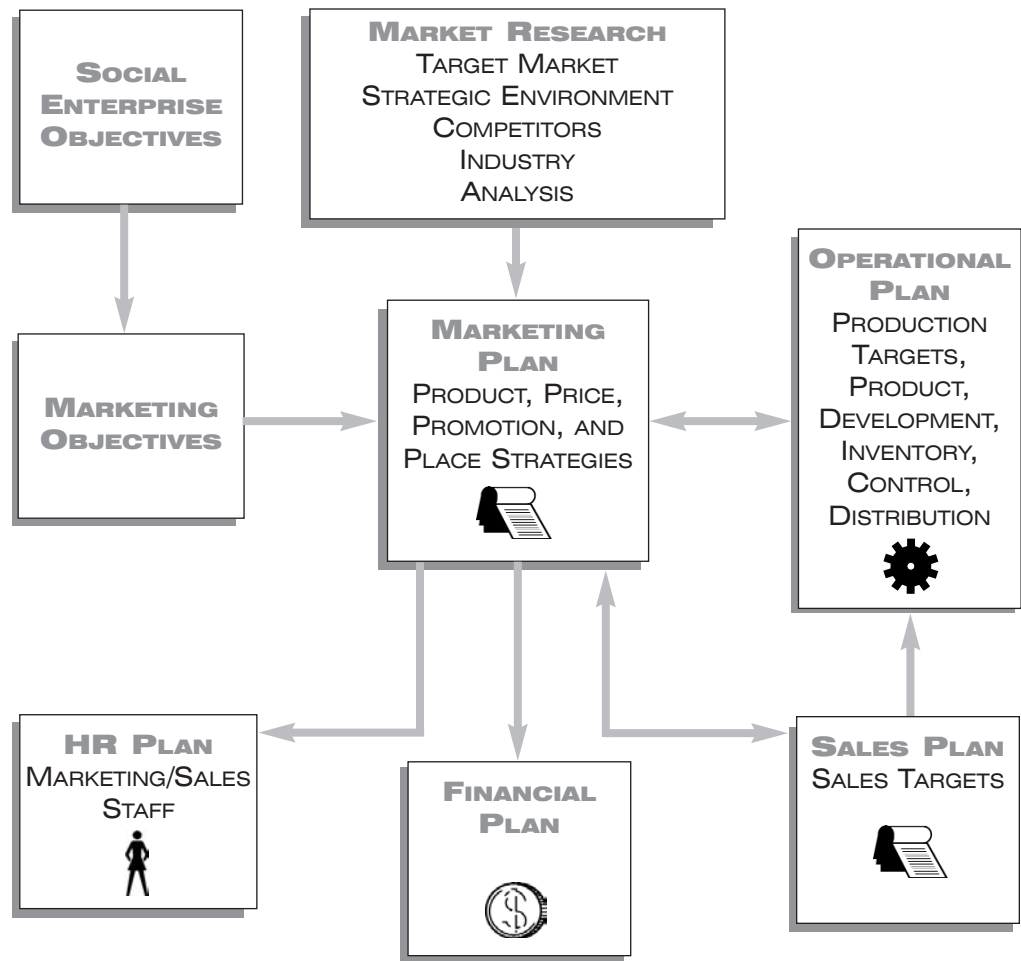 SOCIAL
ENTERPRISE
OBJECTIVES
MARKET RESEARCH
TARGET MARKET
STRATEGIC ENVIRONMENT
COMPETITORS
INDUSTRY
ANALYSIS
MARKETING
OBJECTIVES
MARKETING
PLAN
PRODUCT, PRICE,
PROMOTION, AND
PLACE STRATEGIES
OPERATIONAL
PLAN
PRODUCTION
TARGETS,
PRODUCT,
DEVELOPMENT,
INVENTORY,
CONTROL,
DISTRIBUTION
HR PLAN
MARKETING/SALES
STAFF
FINANCIAL
PLAN
$
SALES PLAN
SALES TARGETS